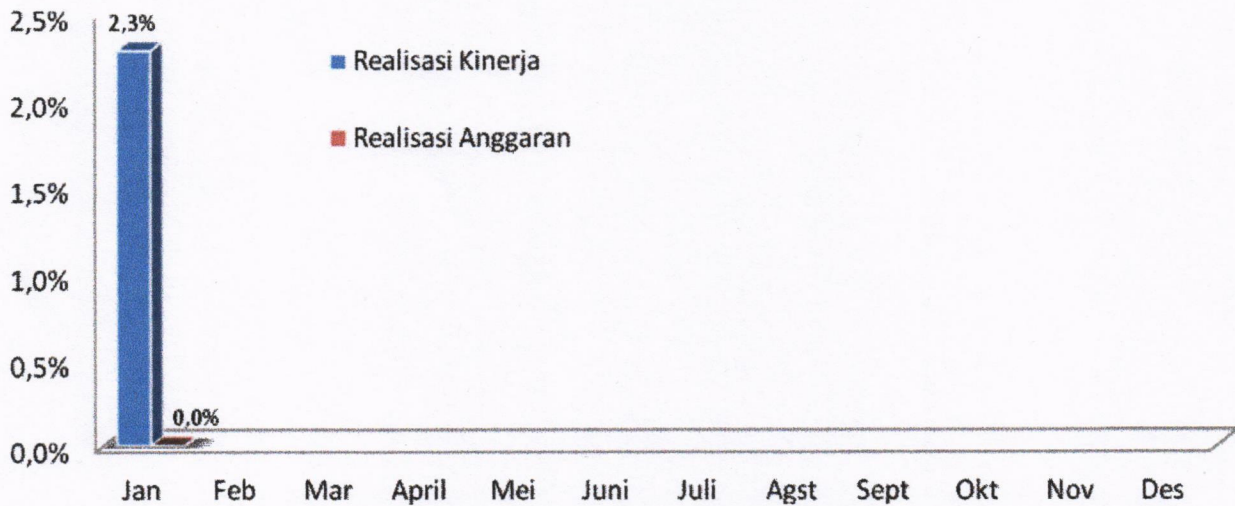 2,5%
2,3%
Realisasi Kinerja
2,0%
Realisasi Anggaran
1,5%
1,0%
0,5%
0,0%
0,0%
Jan Feb Mar April Mei Juni Juli Agst Sept Okt Nov Des